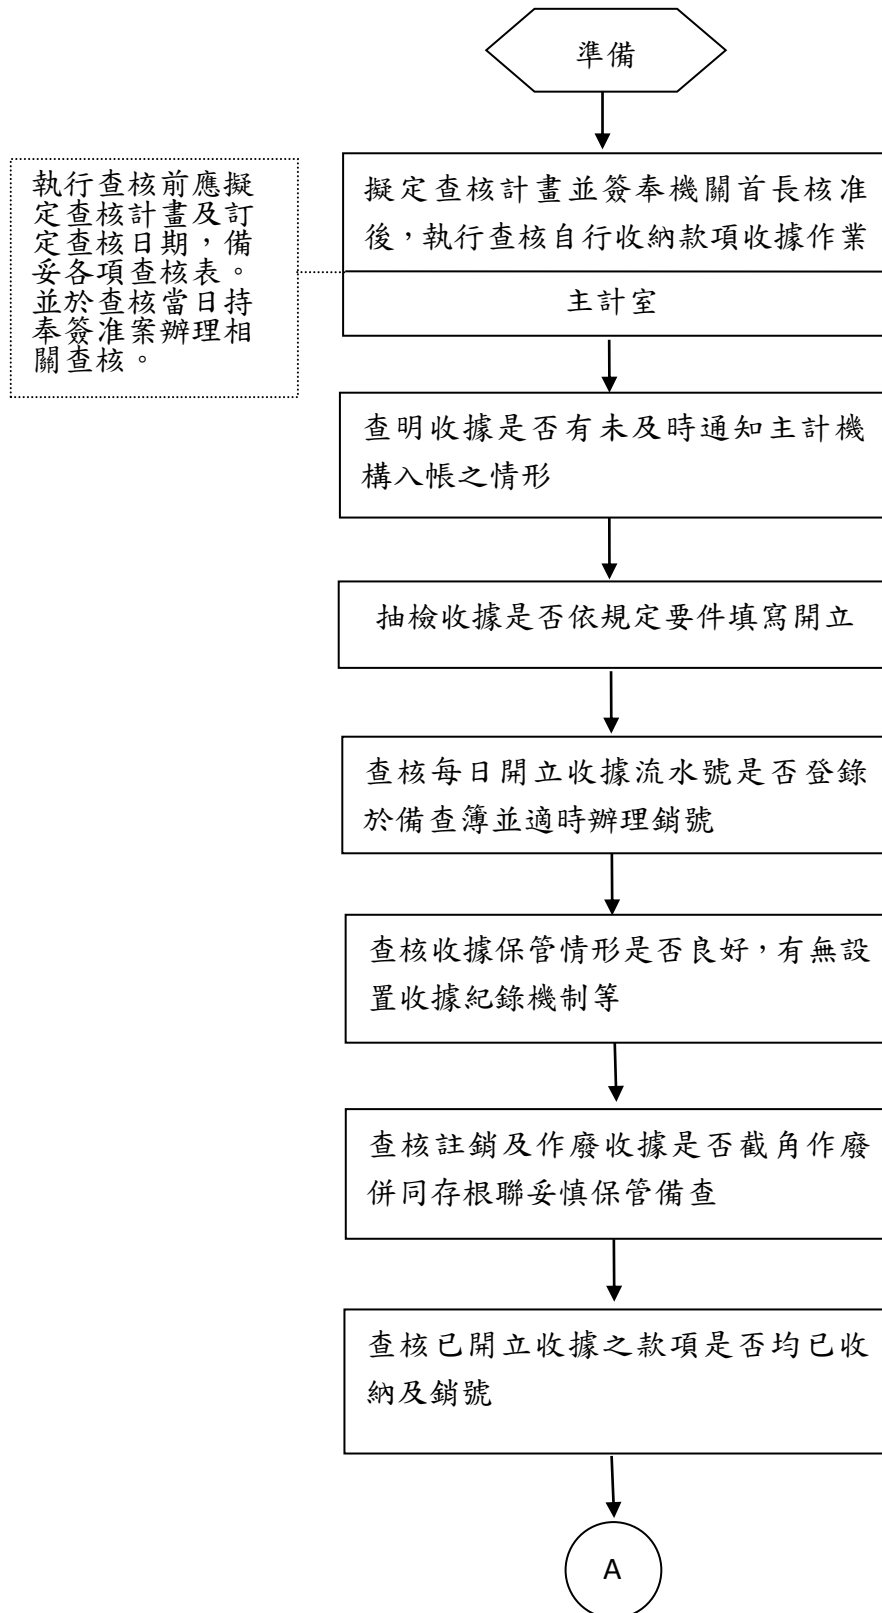 準備
執行查核前應擬
定查核計畫及訂
定查核日期，備
妥各項查核表。
並於查核當日持
奉簽准案辦理相
關查核。
擬定查核計畫並簽奉機關首長核准
後，執行查核自行收納款項收據作業
主計室
查明收據是否有未及時通知主計機
構入帳之情形
抽檢收據是否依規定要件填寫開立
查核每日開立收據流水號是否登錄
於備查簿並適時辦理銷號
查核收據保管情形是否良好，有無設
置收據紀錄機制等
查核註銷及作廢收據是否截角作廢
併同存根聯妥慎保管備查
查核已開立收據之款項是否均已收
納及銷號
A